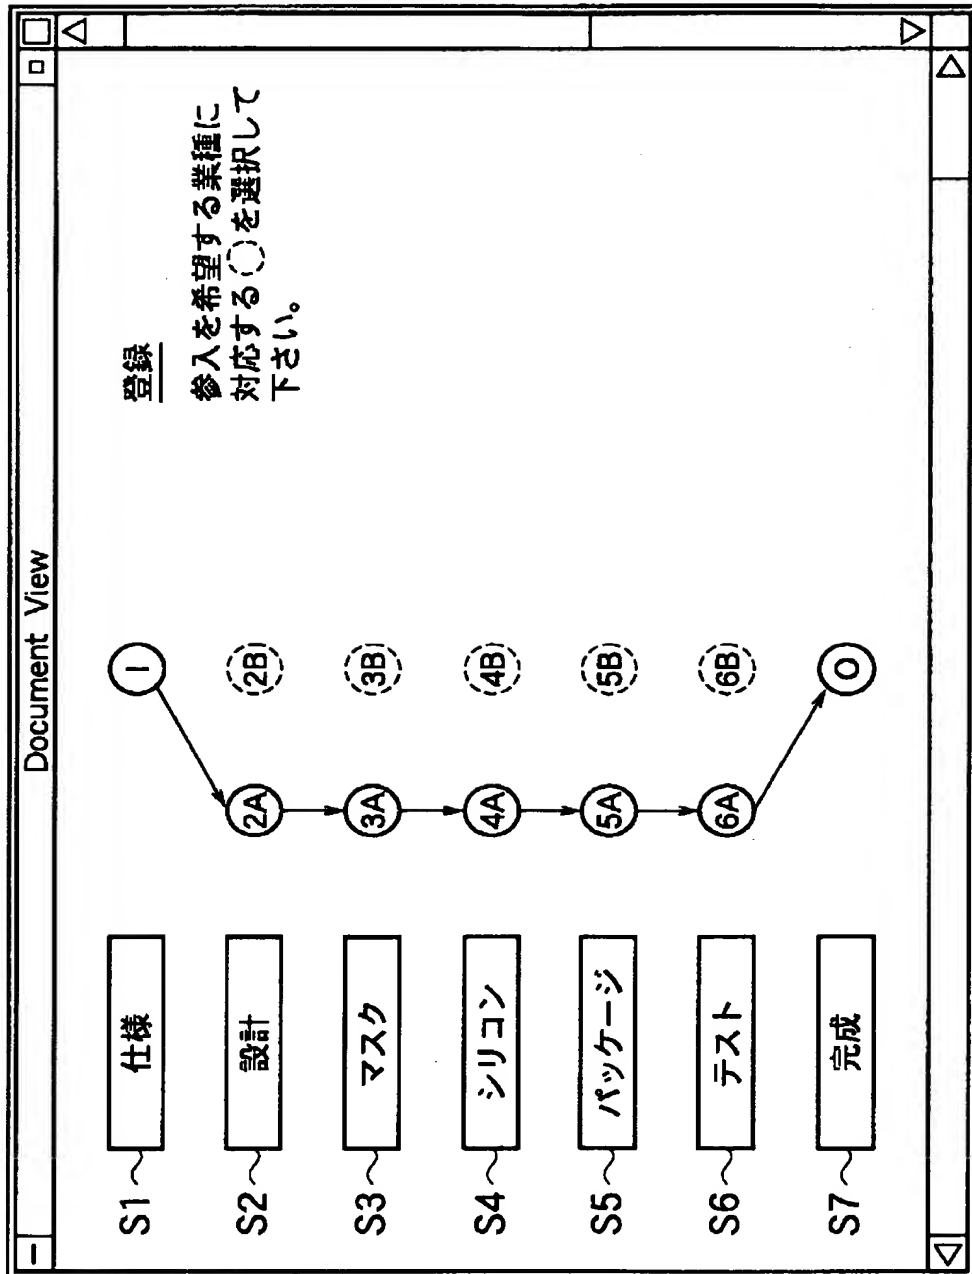 Document View
登録
参入を希望する業種に
対応する◌を選択して
下さい。
S1 仕様 I
S2 設計 2A 2B
S3 マスク 3A 3B
S4 シリコン 4A 4B
S5 パッケージ 5A 5B
S6 テスト 6A 6B
S7 完成 O